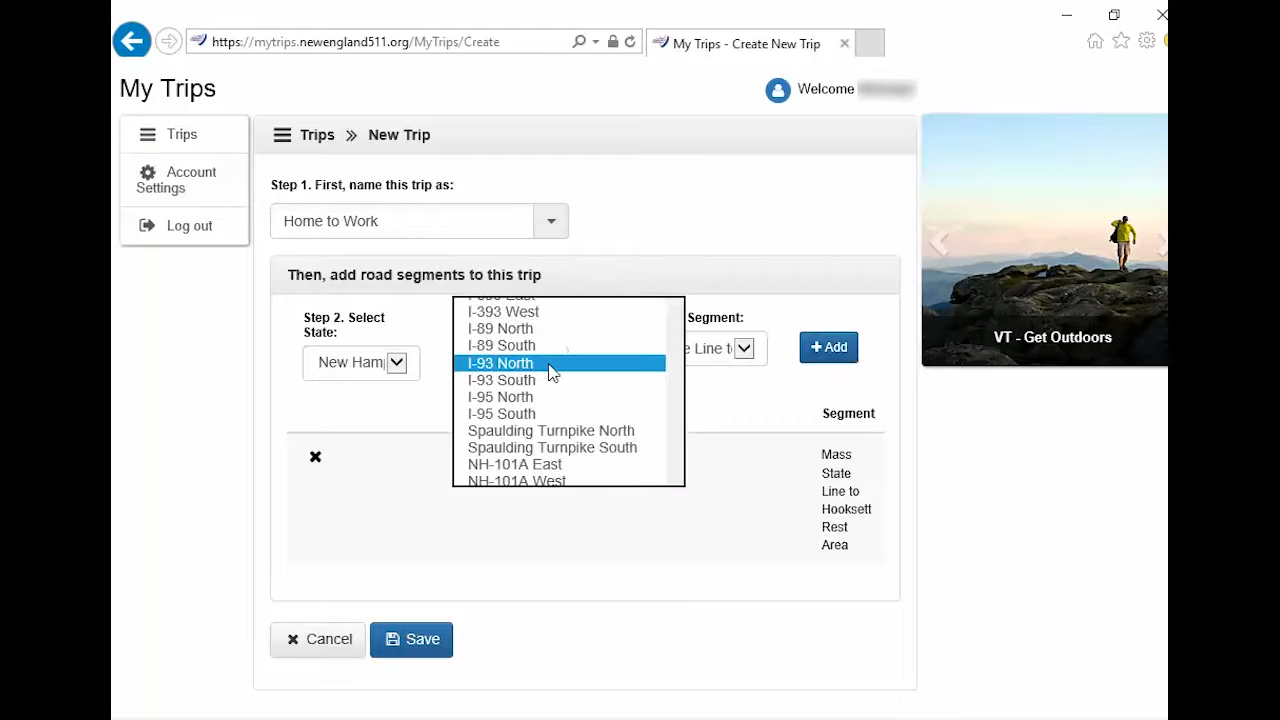 https://mytrips.newengland511.org/MyTrips/Create
My Trips - Create New Trip
My Trips
Welcome
Trips
Account
Settings
Log out
Trips » New Trip
Step 1. First, name this trip as:
Home to Work
Then, add road segments to this trip
Step 2. Select
State:
New Ham
I-393 West
I-89 North
I-89 South
I-93 North
I-93 South
I-95 North
I-95 South
Spaulding Turnpike North
Spaulding Turnpike South
NH-101A East
NH-101A West
Segment:
e Line t
+ Add
Segment
Mass
State
Line to
Hooksett
Rest
Area
Cancel
Save
VT - Get Outdoors